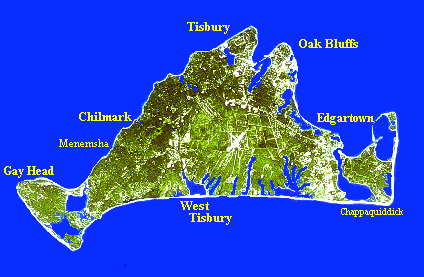 Tisbury
Oak Bluffs
Chilmark
Edgartown
Menemsha
Gay Head
West
Tisbury
Chappaquiddick